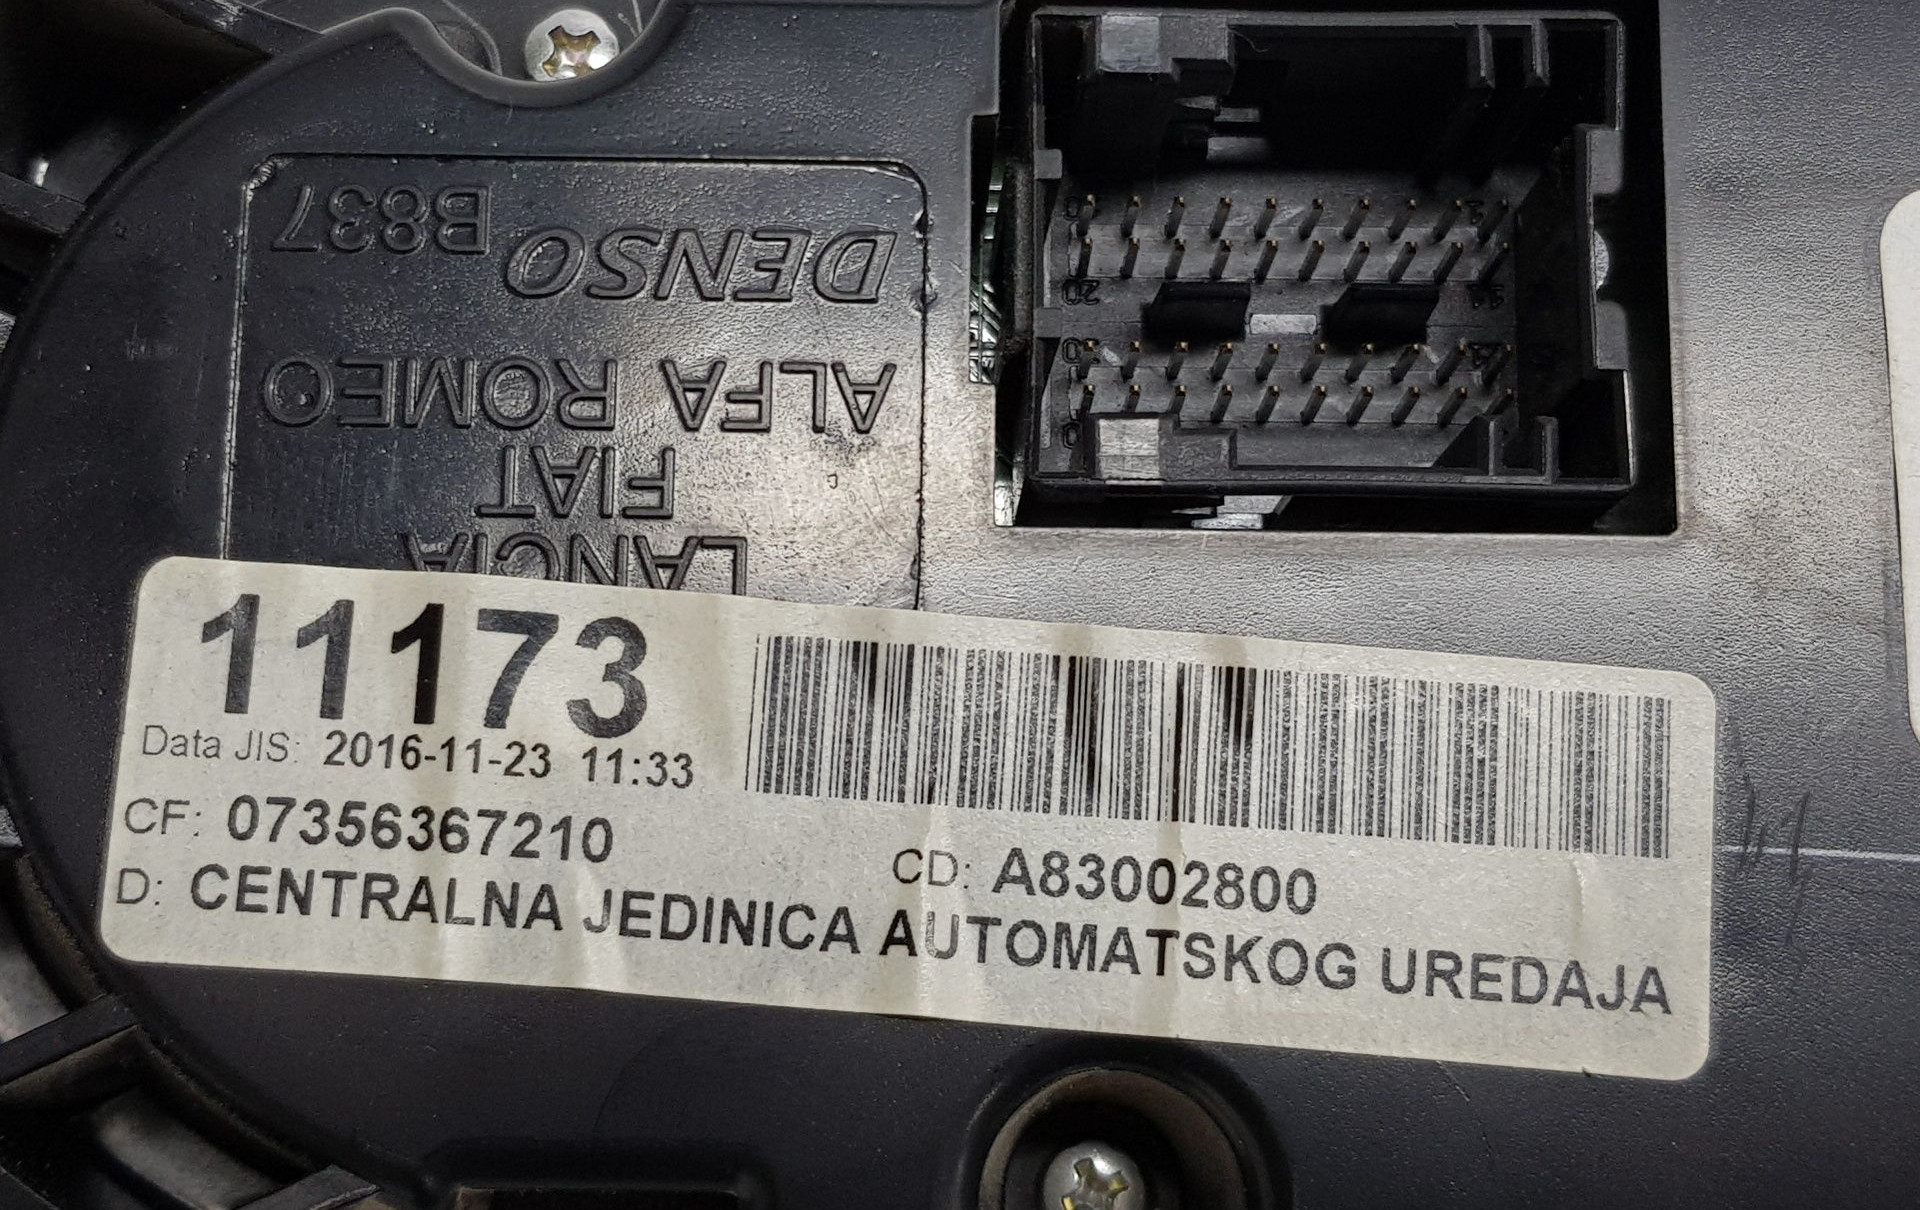 B837
DENSO
ALFA ROMEO
FIAT
LANCIA
11173
Data JIS: 2016-11-23 11:33
CF: 07356367210
CD: A83002800
D: CENTRALNA JEDINICA AUTOMATSKOG UREDAJA